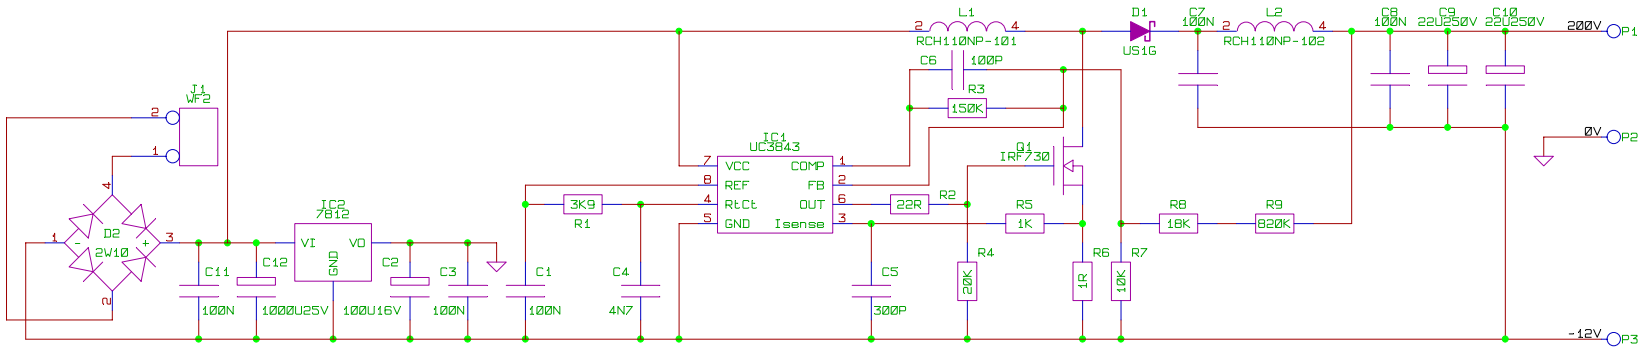 L1
2
4
RCH110NP-101
D1
US1G
C7
100N
L2
2
4
RCH110NP-102
C8
100N
C9
22U250V
C10
22U250V
200V
P1
C6
100P
R3
150K
J1
WF2
2
1
0V
P2
IC1
UC3843
7
VCC
COMP
1
8
REF
FB
2
4
RtCt
OUT
6
5
GND
Isense
3
Q1
IRF730
R1
3K9
R2
22R
R5
1K
R8
18K
R9
820K
4
D2
2W10
1
-
+
3
2
IC2
7812
VI
VO
GND
C11
100N
C12
1000U25V
C2
100U16V
C3
100N
C1
100N
C4
4N7
C5
300P
R4
20K
R6
1R
R7
10K
-12V
P3